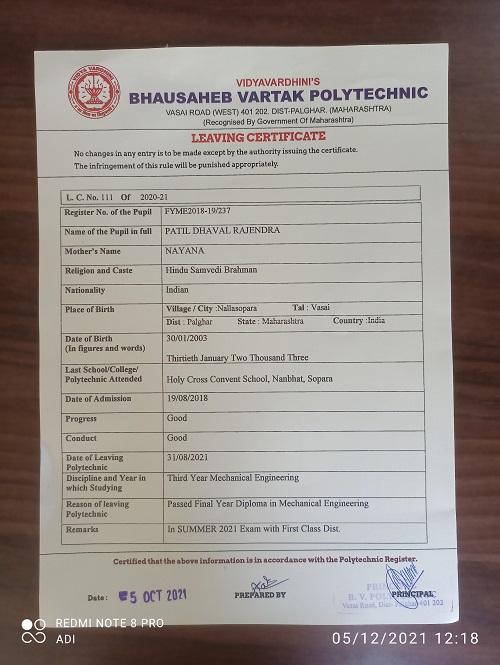 VIDYAVARDHINI'S
BHAUSAHEB VARTAK POLYTECHNIC
VASAI ROAD (WEST) 401 202, DIST-PALGHAR. (MAHARASHTRA)
(Recognised By Government Of Maharashtra)
LEAVING CERTIFICATE
No changes in any entry is to be made except by the authority issuing the certificate.
The infringement of this rule will be punished appropriately.
L. C. No. 111 Of 2020-21
Register No. of the Pupil FYME2018-19/237
Name of the Pupil in full PATIL DHAVAL RAJENDRA
Mother's Name NAYANA
Religion and Caste Hindu Samvedi Brahman
Nationality Indian
Place of Birth Village / City :Nallasopara Tal : Vasai
Dist : Palghar State : Maharashtra Country :India
Date of Birth 30/01/2003
(In figures and words)
Thirtieth January Two Thousand Three
Last School/College/
Polytechnic Attended Holy Cross Convent School, Nanbhat, Sopara
Date of Admission 19/08/2018
Progress Good
Conduct Good
Date of Leaving 31/08/2021
Polytechnic
Discipline and Year in Third Year Mechanical Engineering
which Studying
Reason of leaving Passed Final Year Diploma in Mechanical Engineering
Polytechnic
Remarks In SUMMER 2021 Exam with First Class Dist.
Certified that the above information is in accordance with the Polytechnic Register.
Date : 5 OCT 2021 PREPARED BY PRINCIPAL
Vasai Road, Dist- Palghar 401 202
REDMI NOTE 8 PRO
ADI
05/12/2021 12:18